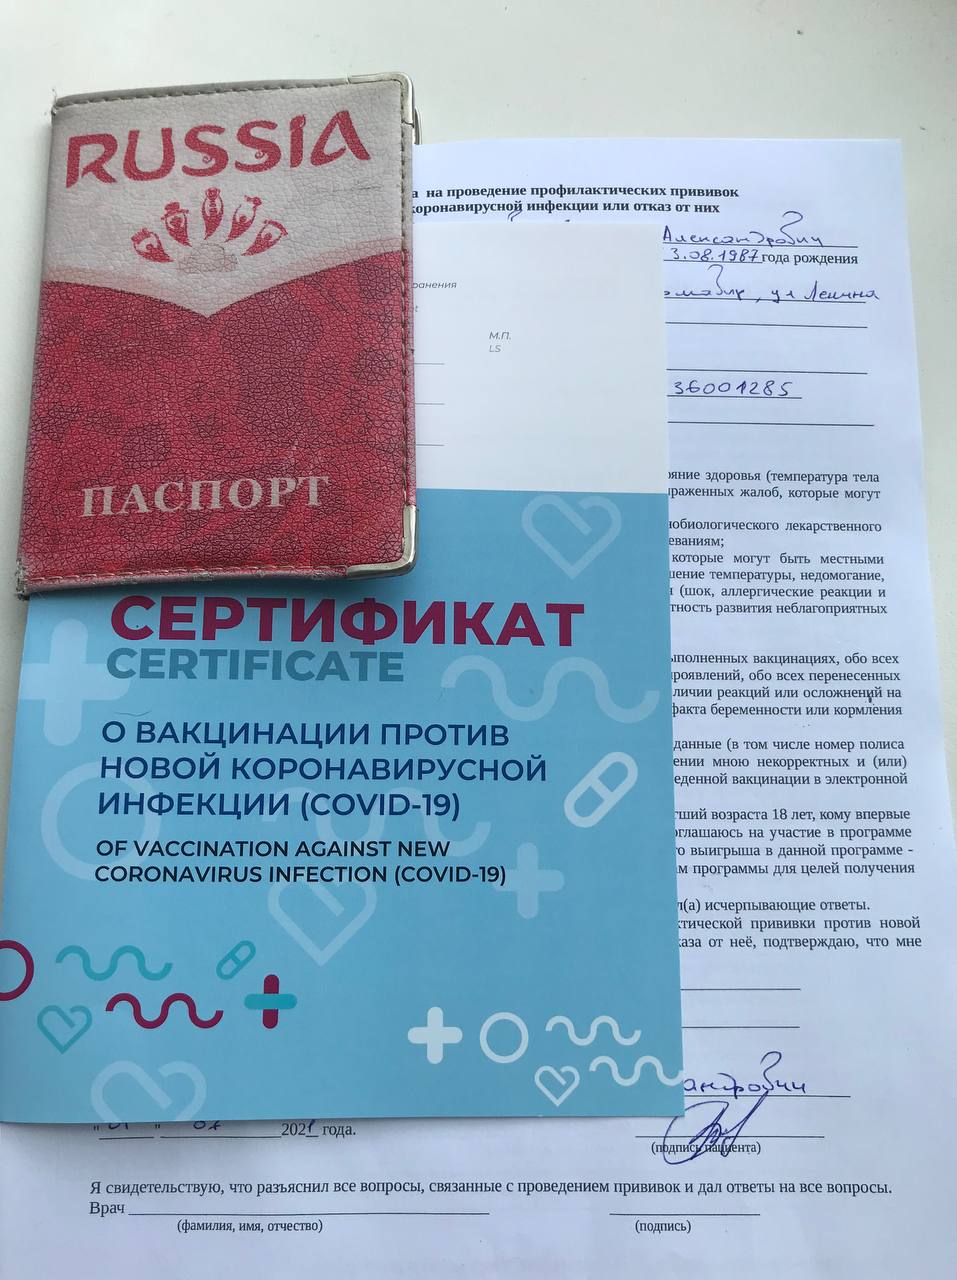 RUSSIA
ПАСПОРТ
на проведение профилактических прививок
коронавирусной инфекции или отказ от них
Александрович
3.08.1987 года рождения
ул Ленина
ранения
М.П.
LS
36001285
яние здоровья (температура тела
раженных жалоб, которые могут
нобиологического лекарственного
еваниям;
которые могут быть местными
шение температуры, недомогание,
(шок, аллергические реакции и
тность развития неблагоприятных
ыполненных вакцинациях, обо всех
роявлений, обо всех перенесенных
личии реакций или осложнений на
факта беременности или кормления
данные (в том числе номер полиса
ении мною некорректных и (или)
еденной вакцинации в электронной
гший возраста 18 лет, кому впервые
оглашаюсь на участие в программе
о выигрыша в данной программе -
ам программы для целей получения
л(а) исчерпывающие ответы.
ктической прививки против новой
каза от неё, подтверждаю, что мне
СЕРТИФИКАТ
CERTIFICATE
О ВАКЦИНАЦИИ ПРОТИВ
НОВОЙ КОРОНАВИРУСНОЙ
ИНФЕКЦИИ (COVID-19)
OF VACCINATION AGAINST NEW
CORONAVIRUS INFECTION (COVID-19)
андрович
2021 года.
(подпись пациента)
Я свидетельствую, что разъяснил все вопросы, связанные с проведением прививок и дал ответы на все вопросы.
Врач
(фамилия, имя, отчество)
(подпись)